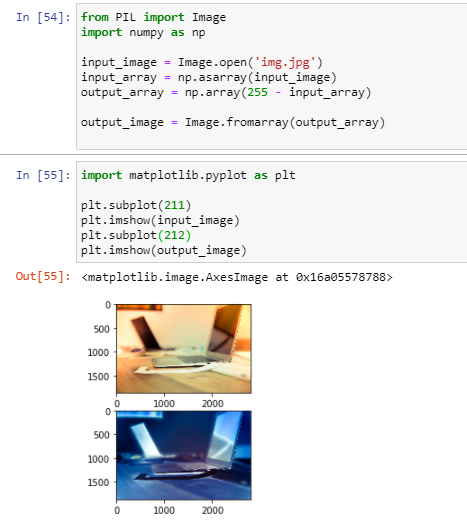 In [54]: from PIL import Image
import numpy as np
input_image = Image.open('img.jpg')
input_array = np.asarray(input_image)
output_array = np.array(255 - input_array)
output_image = Image.fromarray(output_array)
In [55]: import matplotlib.pyplot as plt
plt.subplot(211)
plt.imshow(input_image)
plt.subplot(212)
plt.imshow(output_image)
Out[55]: <matplotlib.image.AxesImage at 0x16a05578788>
0
500
1000
1500
0 1000 2000
0
500
1000
1500
0 1000 2000